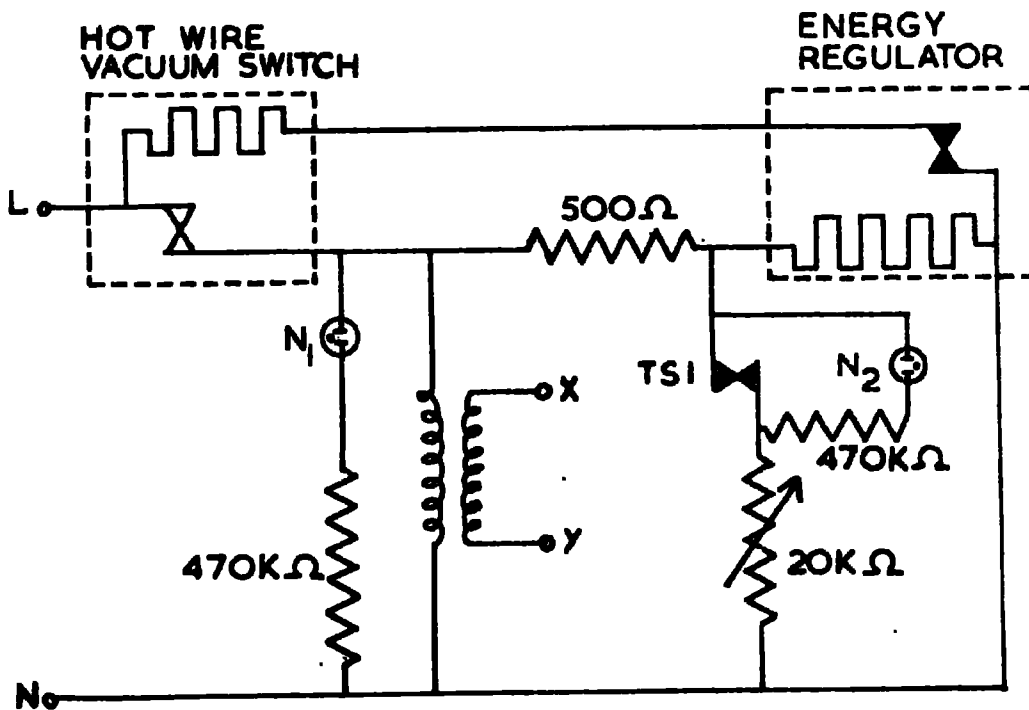 HOT WIRE
VACUUM SWITCH
ENERGY
REGULATOR
L
500Ω
N1
X
TS1
N2
470KΩ
Y
470KΩ
20KΩ
N